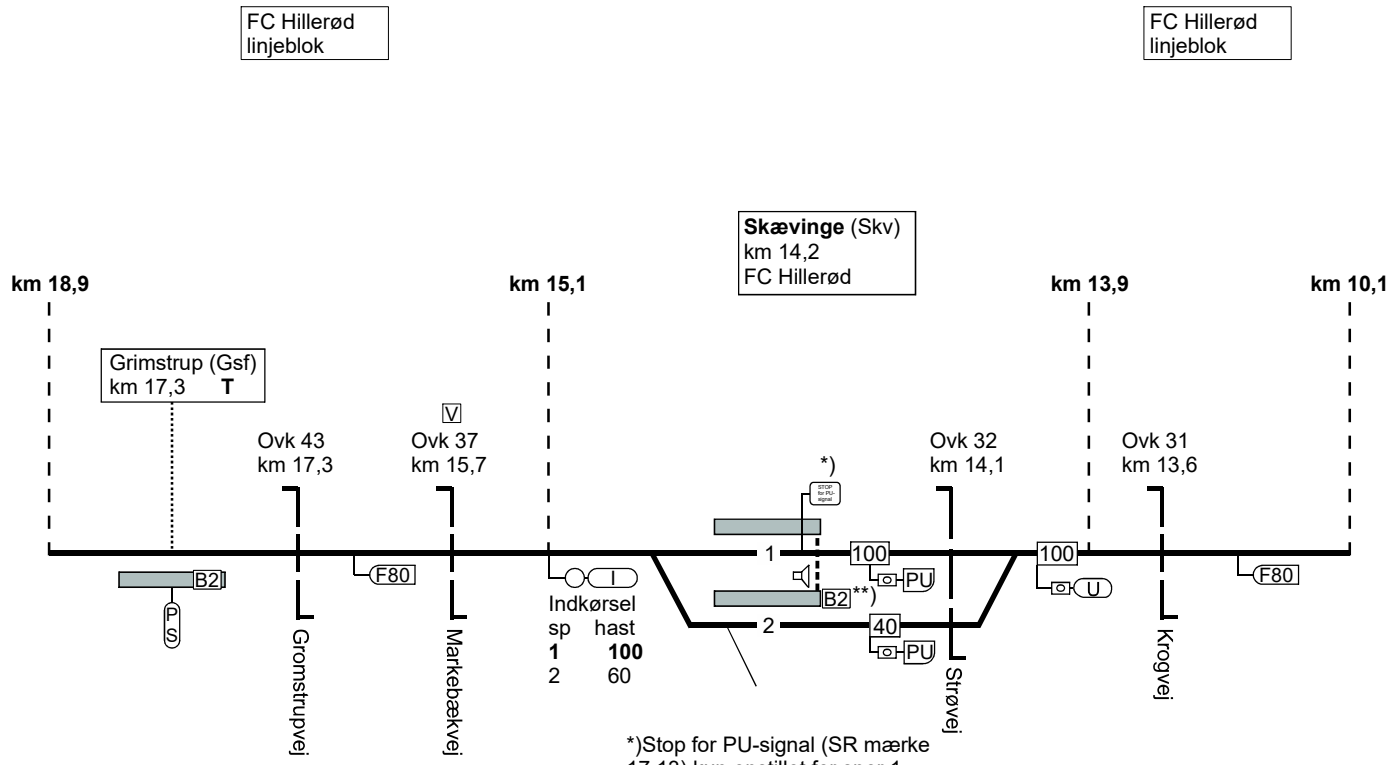 FC Hillerød
linjeblok
FC Hillerød
linjeblok
Skævinge (Skv)
km 14,2
FC Hillerød
km 18,9
km 15,1
km 13,9
km 10,1
Grimstrup (Gsf)
km 17,3 T
Ovk 43
km 17,3
V
Ovk 37
km 15,7
*)
STOP
for PU-
signal
Ovk 32
km 14,1
Ovk 31
km 13,6
1
100
100
B2
F80
I
PU
U
F80
P
S
Indkørsel
sp hast
1 100
2 60
B2 **)
2
40
PU
Gromstrupvej
Markebækvej
Strøvej
Krogvej
*)Stop for PU-signal (SR mærke